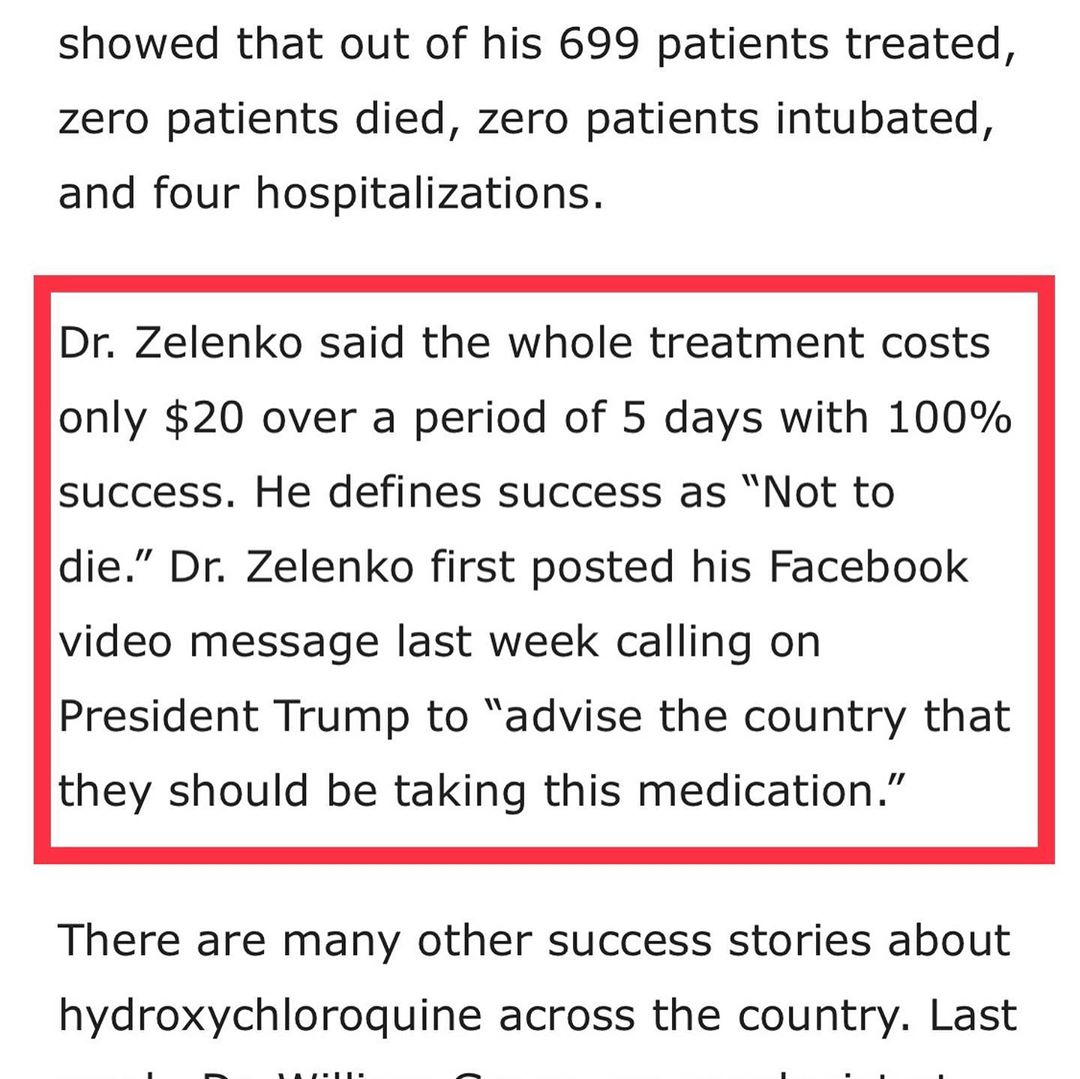 showed that out of his 699 patients treated,
zero patients died, zero patients intubated,
and four hospitalizations.
Dr. Zelenko said the whole treatment costs
only $20 over a period of 5 days with 100%
success. He defines success as “Not to
die.” Dr. Zelenko first posted his Facebook
video message last week calling on
President Trump to “advise the country that
they should be taking this medication.”
There are many other success stories about
hydroxychloroquine across the country. Last